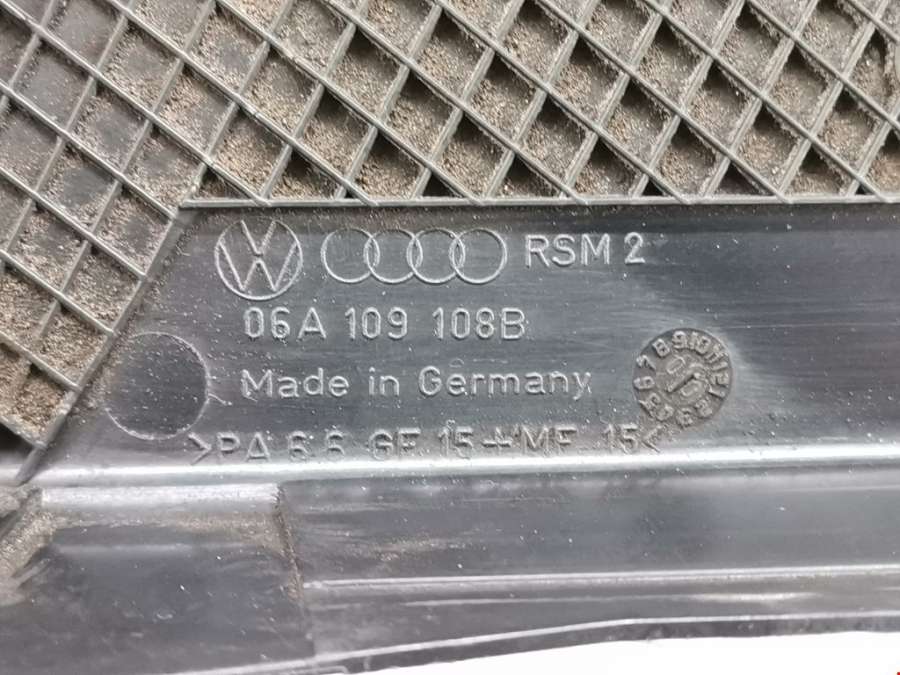 RSM 2
06A 109 108B
Made in Germany
>PA 6.6 GF 15+MF 15<